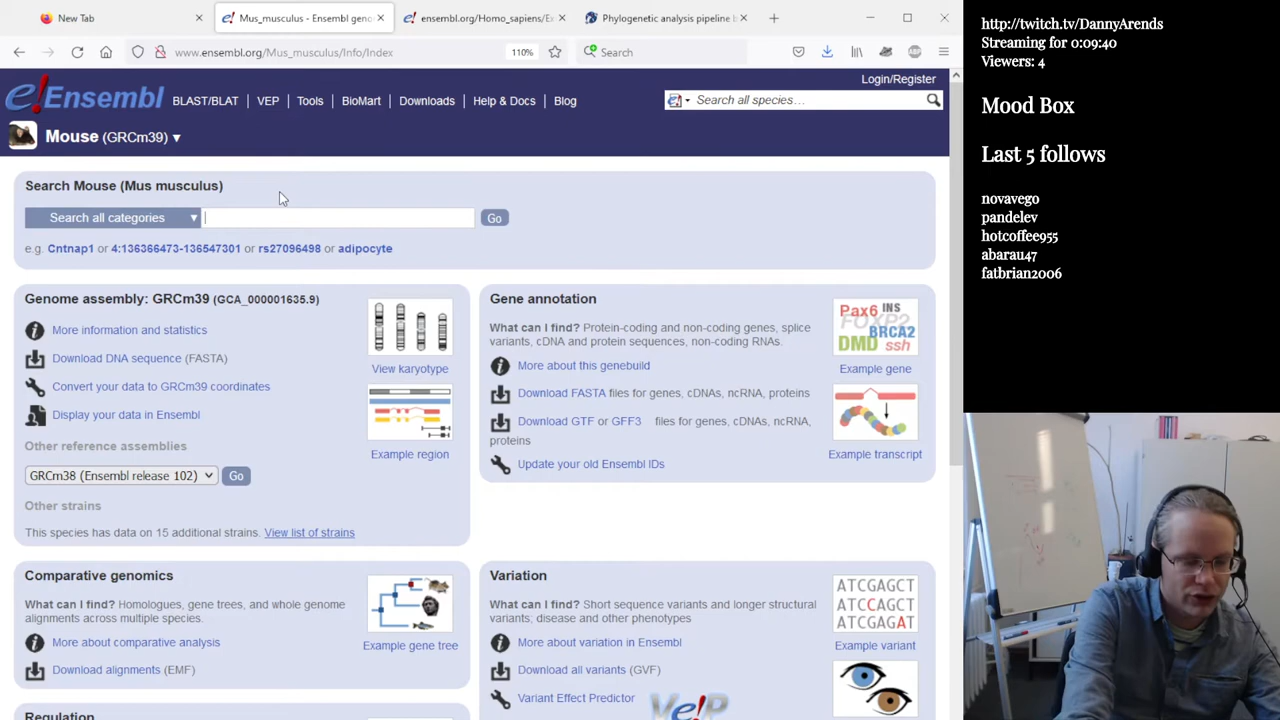 New Tab
Mus_musculus - Ensembl geno
ensembl.org/Homo_sapiens/Ex
Phylogenetic analysis pipeline b
www.ensembl.org/Mus_musculus/Info/Index
110%
Search
Login/Register
e!Ensembl
BLAST/BLAT | VEP | Tools | BioMart | Downloads | Help & Docs | Blog
Search all species…
Mouse (GRCm39) ▼
Search Mouse (Mus musculus)
Search all categories ▼
Go
e.g. Cntnap1 or 4:136366473-136547301 or rs27096498 or adipocyte
Genome assembly: GRCm39 (GCA_000001635.9)
More information and statistics
Download DNA sequence (FASTA)
Convert your data to GRCm39 coordinates
Display your data in Ensembl
Other reference assemblies
GRCm38 (Ensembl release 102)
Go
Other strains
This species has data on 15 additional strains. View list of strains
View karyotype
Example region
Gene annotation
What can I find? Protein-coding and non-coding genes, splice
variants, cDNA and protein sequences, non-coding RNAs.
More about this genebuild
Download FASTA files for genes, cDNAs, ncRNA, proteins
Download GTF or GFF3 files for genes, cDNAs, ncRNA,
proteins
Update your old Ensembl IDs
Pax6 INS
FOXP2
BRCA2
DMD ssh
Example gene
Example transcript
Comparative genomics
What can I find? Homologues, gene trees, and whole genome
alignments across multiple species.
More about comparative analysis
Download alignments (EMF)
Example gene tree
Variation
What can I find? Short sequence variants and longer structural
variants, disease and other phenotypes
More about variation in Ensembl
Download all variants (GVF)
Variant Effect Predictor
Ve!P
ATCGAGCT
ATCCAGCT
ATCGAGAT
Example variant
Regulation
http://twitch.tv/DannyArends
Streaming for 0:09:40
Viewers: 4
Mood Box
Last 5 follows
novavego
pandelev
hotcoffee955
abarau47
fatbrian2006